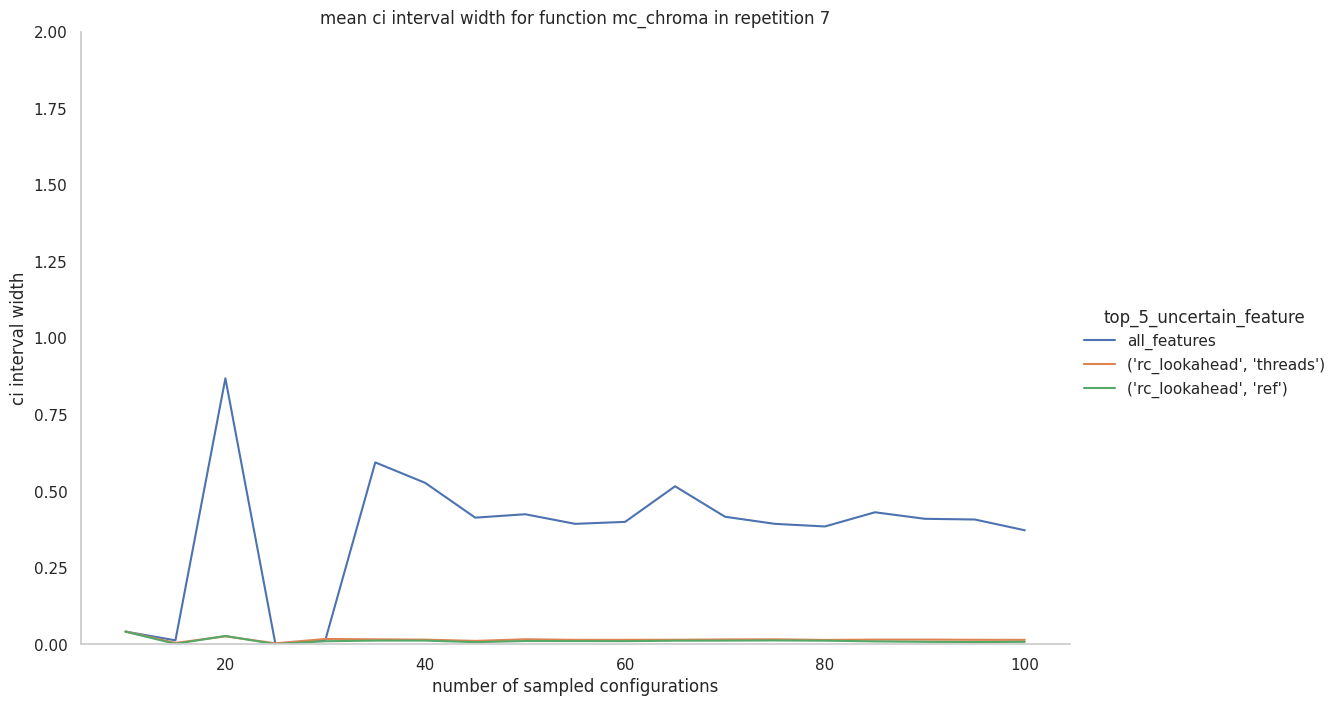 mean ci interval width for function mc_chroma in repetition 7
2.00
1.75
1.50
1.25
1.00
0.75
0.50
0.25
0.00
ci interval width
20
40
60
80
100
number of sampled configurations
top_5_uncertain_feature
all_features
('rc_lookahead', 'threads')
('rc_lookahead', 'ref')